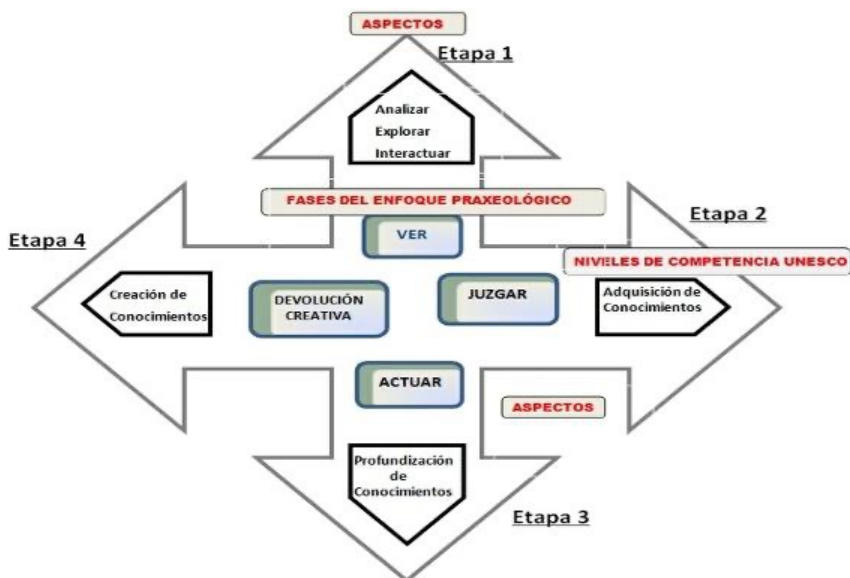 ASPECTOS
Etapa 1
Analizar
Explorar
Interactuar
FASES DEL ENFOQUE PRAXEOLÓGICO
VER
Etapa 2
Etapa 4
NIVELES DE COMPETENCIA UNESCO
Creación de
Conocimientos
DEVOLUCIÓN
CREATIVA
JUZGAR
Adquisición de
Conocimientos
ACTUAR
ASPECTOS
Profundización
de
Conocimientos
Etapa 3